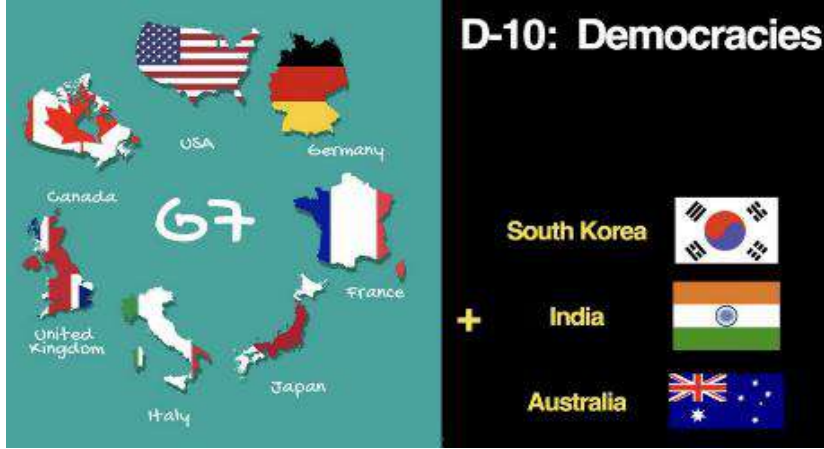 USA
Germany
Canada
G7
France
United
Kingdom
Italy
Japan
D-10: Democracies
South Korea
+
India
Australia